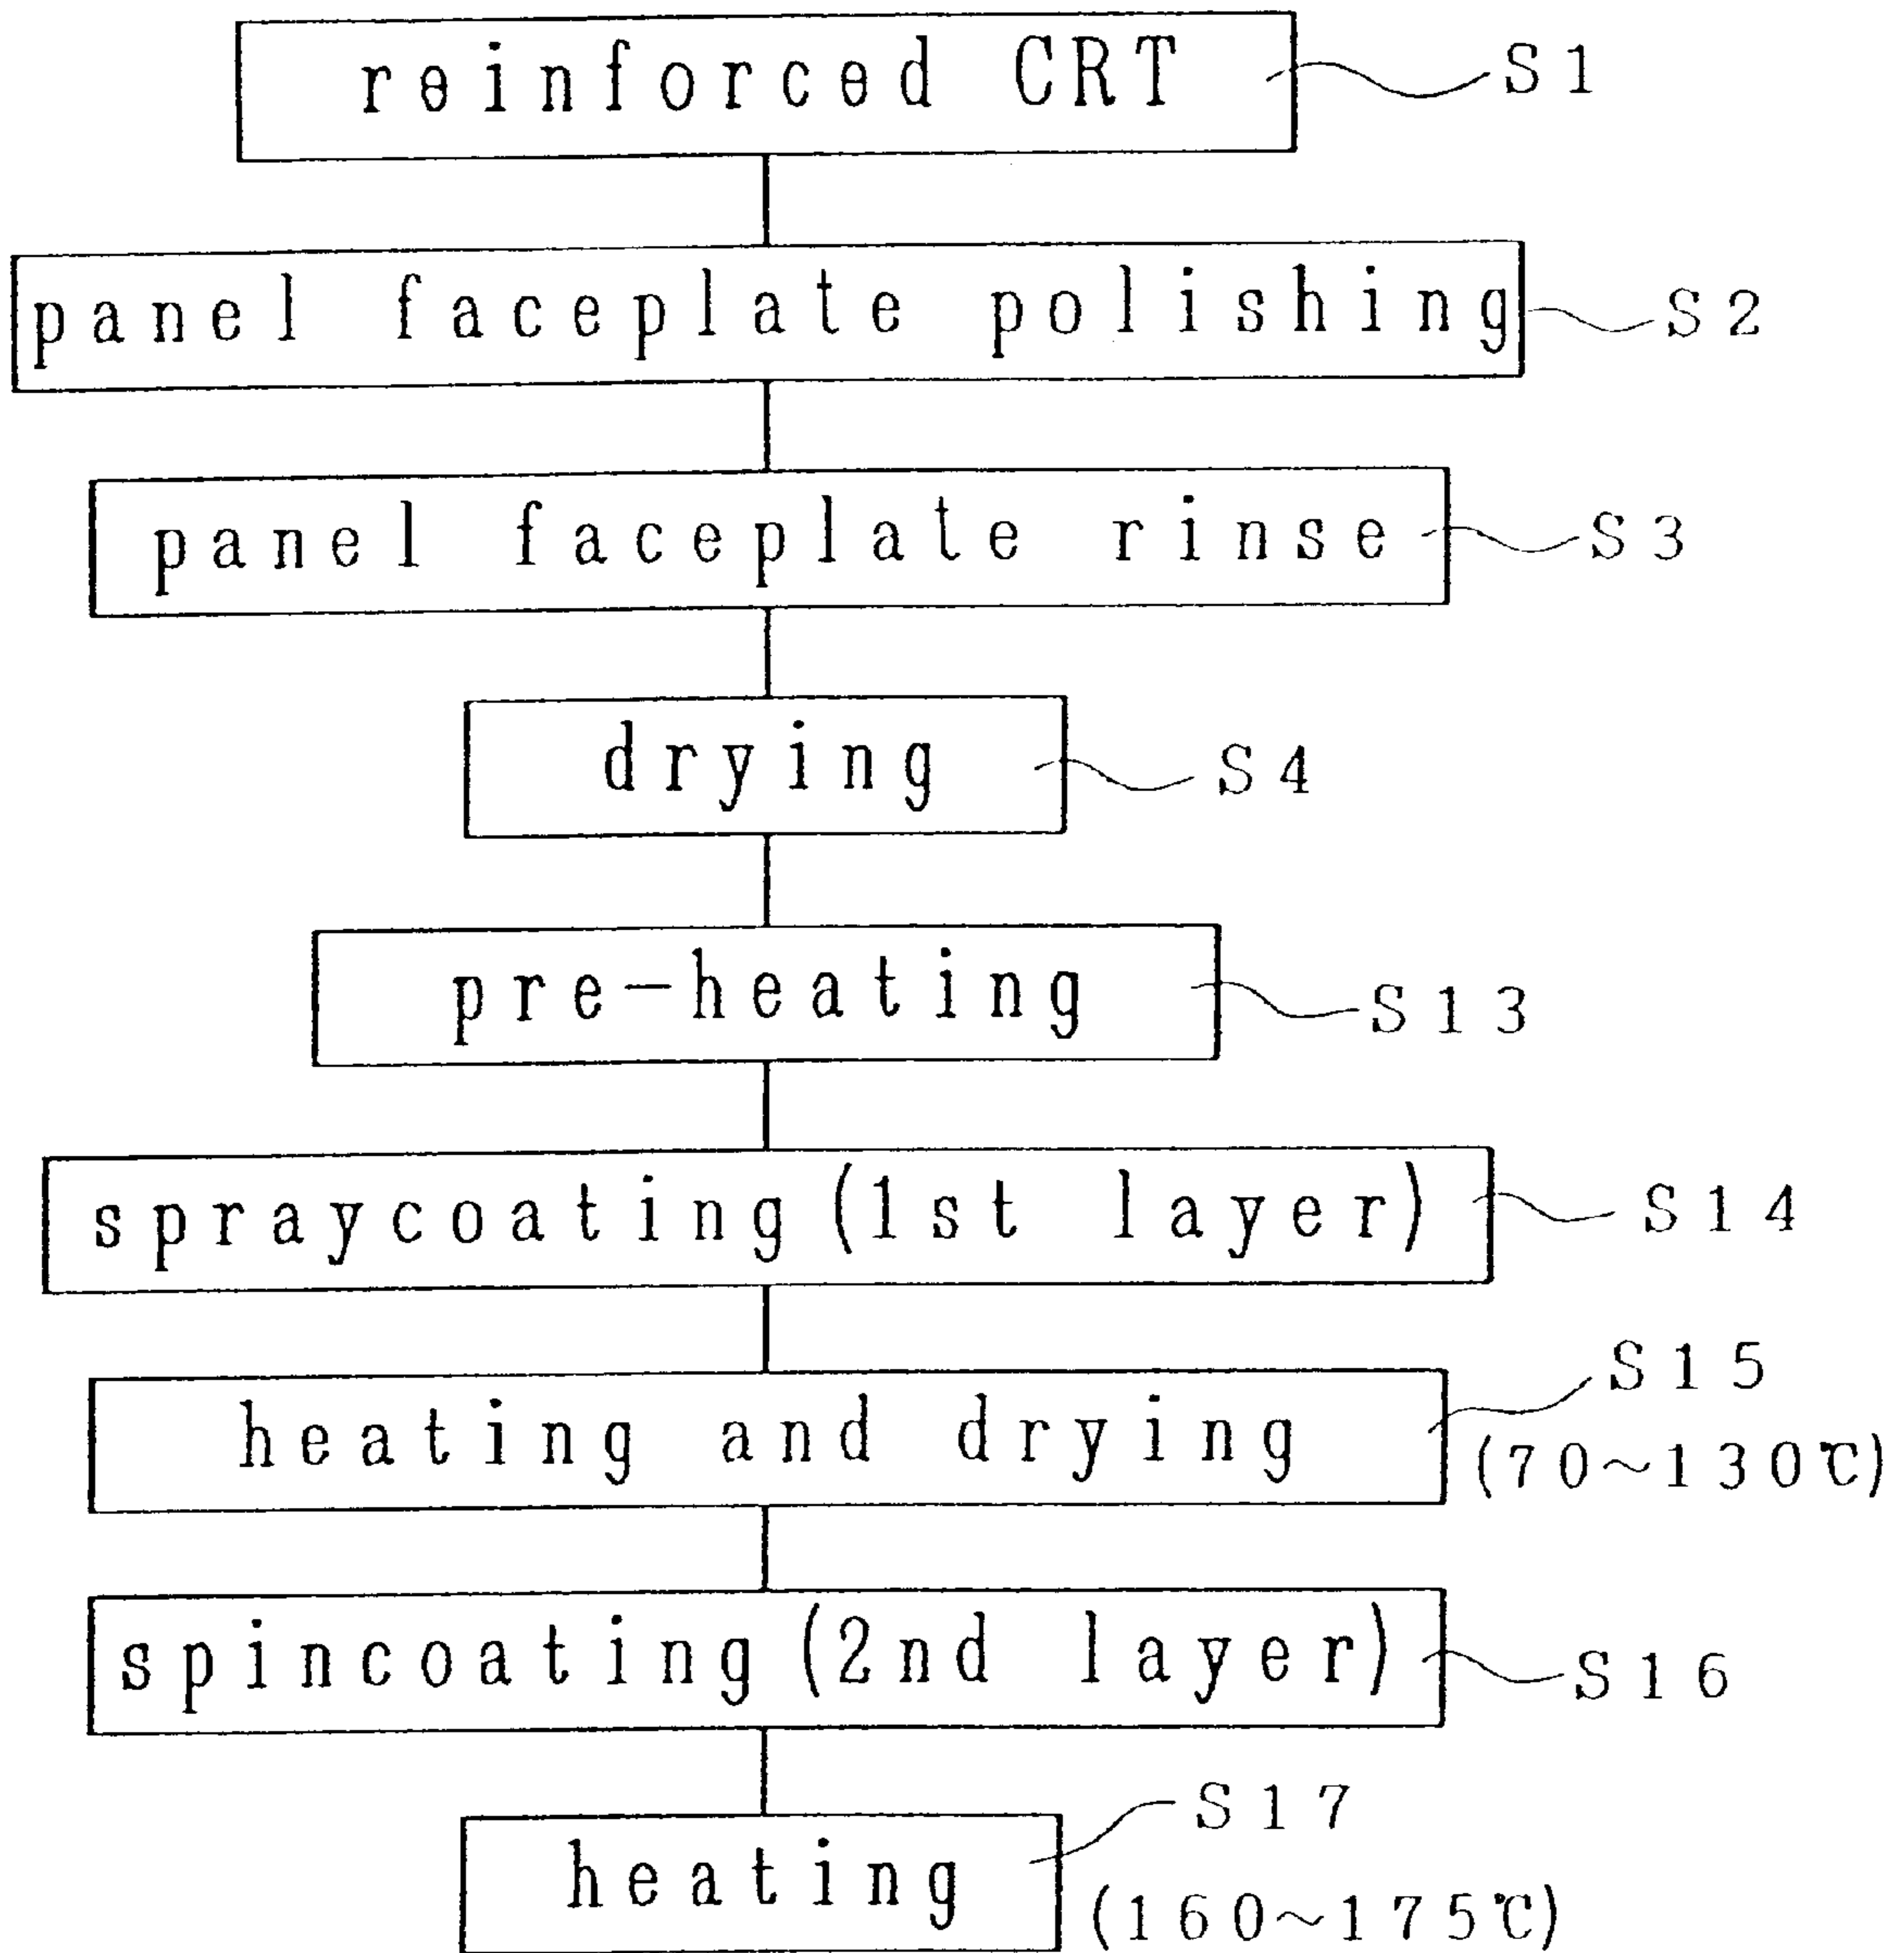 reinforced CRT S1
panel faceplate polishing S2
panel faceplate rinse S3
drying S4
pre-heating S13
spraycoating(1st layer) S14
heating and drying S15
(70~130℃)
spincoating(2nd layer) S16
heating S17
(160~175℃)